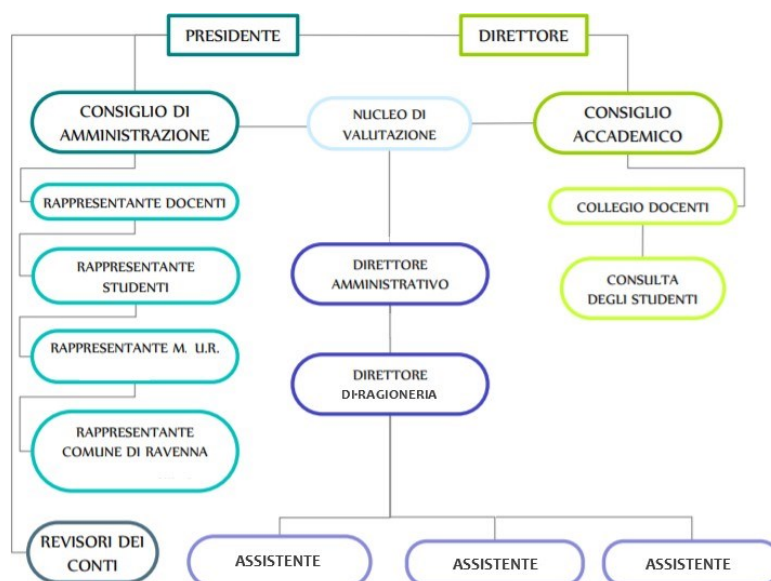 PRESIDENTE
DIRETTORE
CONSIGLIO DI
AMMINISTRAZIONE
NUCLEO DI
VALUTAZIONE
CONSIGLIO
ACCADEMICO
RAPPRESENTANTE DOCENTI
COLLEGIO DOCENTI
RAPPRESENTANTE
STUDENTI
DIRETTORE
AMMINISTRATIVO
CONSULTA
DEGLI STUDENTI
RAPPRESENTANTE M. U.R.
DIRETTORE
DI-RAGIONERIA
RAPPRESENTANTE
COMUNE DI RAVENNA
REVISORI DEI
CONTI
ASSISTENTE
ASSISTENTE
ASSISTENTE